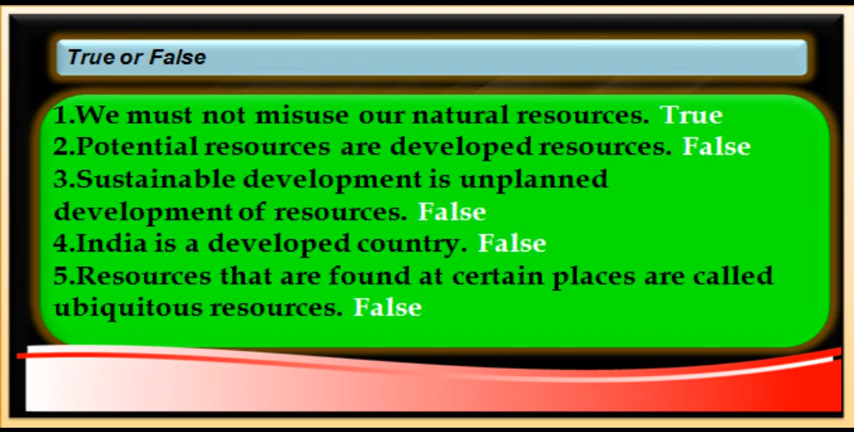 True or False
1.We must not misuse our natural resources. True
2.Potential resources are developed resources. False
3.Sustainable development is unplanned
development of resources. False
4.India is a developed country. False
5.Resources that are found at certain places are called
ubiquitous resources. False